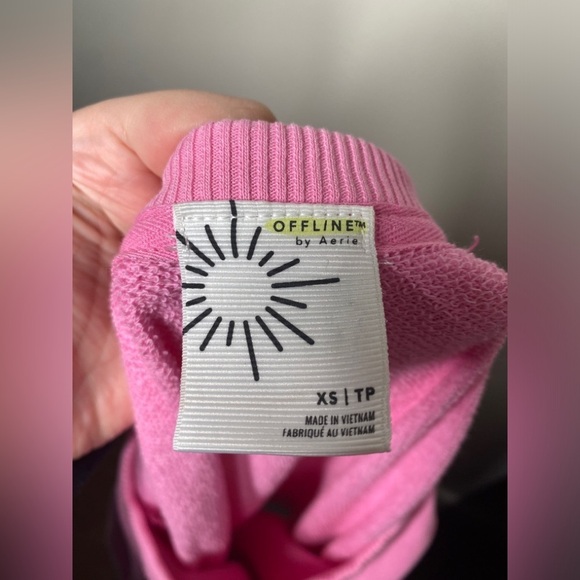 OFFLINE™
by Aerie.
XS | TP
MADE IN VIETNAM
FABRIQUÉ AU VIETNAM